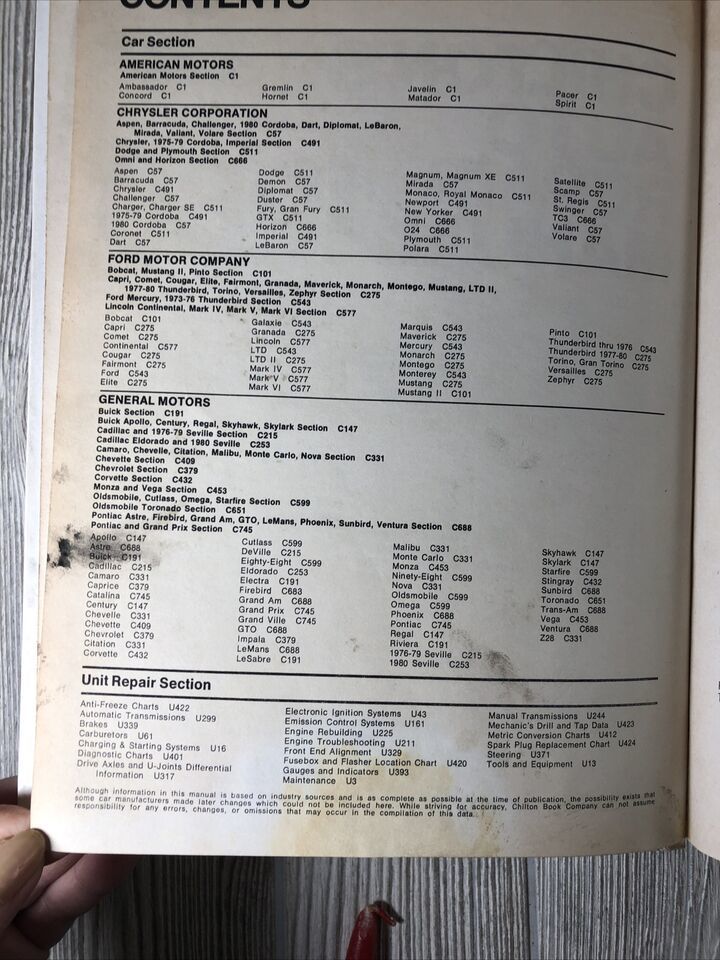 CONTENTS
Car Section
AMERICAN MOTORS
American Motors Section C1
Ambassador C1
Concord C1
Gremlin C1
Hornet C1
Javelin C1
Matador C1
Pacer C1
Spirit C1
CHRYSLER CORPORATION
Aspen, Barracuda, Challenger, 1980 Cordoba, Dart, Diplomat, LeBaron,
Mirada, Valiant, Volare Section C57
Chrysler, 1975-79 Cordoba, Imperial Section C491
Dodge and Plymouth Section C511
Omni and Horizon Section C666
Aspen C57
Barracuda C57
Chrysler C491
Challenger C57
Charger, Charger SE C511
1975-79 Cordoba C491
1980 Cordoba C57
Coronet C511
Dart C57
Dodge C511
Demon C57
Diplomat C57
Duster C57
Fury, Gran Fury C511
GTX C511
Horizon C666
Imperial C491
LeBaron C57
Magnum, Magnum XE C511
Mirada C57
Monaco, Royal Monaco C511
Newport C491
New Yorker C491
Omni C666
O24 C666
Plymouth C511
Polara C511
Satellite C511
Scamp C57
St. Regis C511
Swinger C57
TC3 C666
Valiant C57
Volare C57
FORD MOTOR COMPANY
Bobcat, Mustang II, Pinto Section C101
Capri, Comet, Cougar, Elite, Fairmont, Granada, Maverick, Monarch, Montego, Mustang, LTD II,
1977-80 Thunderbird, Torino, Versailles, Zephyr Section C275
Ford Mercury, 1973-76 Thunderbird Section C543
Lincoln Continental, Mark IV, Mark V, Mark VI Section C577
Bobcat C101
Capri C275
Comet C275
Continental C577
Cougar C275
Fairmont C275
Ford C543
Elite C275
Galaxie C543
Granada C275
Lincoln C577
LTD C543
LTD II C275
Mark IV C577
Mark V C577
Mark VI C577
Marquis C543
Maverick C275
Mercury C543
Monarch C275
Montego C275
Monterey C543
Mustang C275
Mustang II C101
Pinto C101
Thunderbird thru 1976 C543
Thunderbird 1977-80 C275
Torino, Gran Torino C275
Versailles C275
Zephyr C275
GENERAL MOTORS
Buick Section C191
Buick Apollo, Century, Regal, Skyhawk, Skylark Section C147
Cadillac and 1976-79 Seville Section C215
Cadillac Eldorado and 1980 Seville C253
Camaro, Chevelle, Citation, Malibu, Monte Carlo, Nova Section C331
Chevette Section C409
Chevrolet Section C379
Corvette Section C432
Monza and Vega Section C453
Oldsmobile, Cutlass, Omega, Starfire Section C599
Oldsmobile Toronado Section C651
Pontiac Astre, Firebird, Grand Am, GTO, LeMans, Phoenix, Sunbird, Ventura Section C688
Pontiac and Grand Prix Section C745
Apollo C147
Astre C688
Buick C191
Cadillac C215
Camaro C331
Caprice C379
Catalina C745
Century C147
Chevelle C331
Chevette C409
Chevrolet C379
Citation C331
Corvette C432
Cutlass C599
DeVille C215
Eighty-Eight C599
Eldorado C253
Electra C191
Firebird C683
Grand Am C688
Grand Prix C745
Grand Ville C745
GTO C688
Impala C379
LeMans C688
LeSabre C191
Malibu C331
Monte Carlo C331
Monza C453
Ninety-Eight C599
Nova C331
Oldsmobile C599
Omega C599
Phoenix C688
Pontiac C745
Regal C147
Riviera C191
1976-79 Seville C215
1980 Seville C253
Skyhawk C147
Skylark C147
Starfire C599
Stingray C432
Sunbird C688
Toronado C651
Trans-Am C688
Vega C453
Ventura C688
Z28 C331
Unit Repair Section
Anti-Freeze Charts U422
Automatic Transmissions U299
Brakes U339
Carburetors U61
Charging & Starting Systems U16
Diagnostic Charts U401
Drive Axles and U-Joints Differential
Information U317
Electronic Ignition Systems U43
Emission Control Systems U161
Engine Rebuilding U225
Engine Troubleshooting U211
Front End Alignment U329
Fusebox and Flasher Location Chart U420
Gauges and Indicators U393
Maintenance U3
Manual Transmissions U244
Mechanic's Drill and Tap Data U423
Metric Conversion Charts U412
Spark Plug Replacement Chart U424
Steering U371
Tools and Equipment U13
Although information in this manual is based on industry sources and is as complete as possible at the time of publication, the possibility exists that
some car manufacturers made later changes which could not be included here. While striving for accuracy, Chilton Book Company can not assume
responsibility for any errors, changes, or omissions that may occur in the compilation of this data.